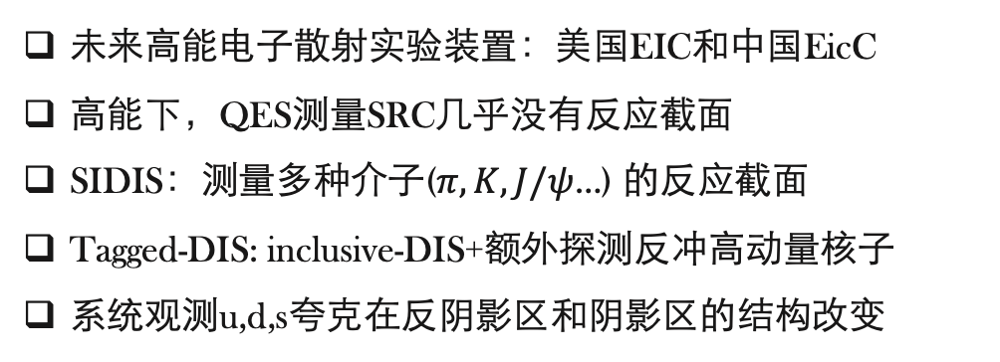 ❑ 未来高能电子散射实验装置：美国EIC和中国EicC
❑ 高能下，QES测量SRC几乎没有反应截面
❑ SIDIS：测量多种介子(π, K, J/ψ…) 的反应截面
❑ Tagged-DIS: inclusive-DIS+额外探测反冲高动量核子
❑ 系统观测u,d,s夸克在反阴影区和阴影区的结构改变